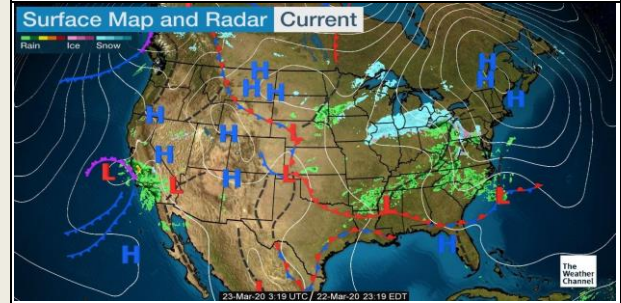 Surface Map and Radar Current
Rain Ice Snow
H
H
H
H
H
H
H
H
H
L
H
L
H
L
L
L
L
H
H
L
L
The
Weather
Channel
23-Mar-20 3:19 UTC / 22-Mar-20 23:19 EDT